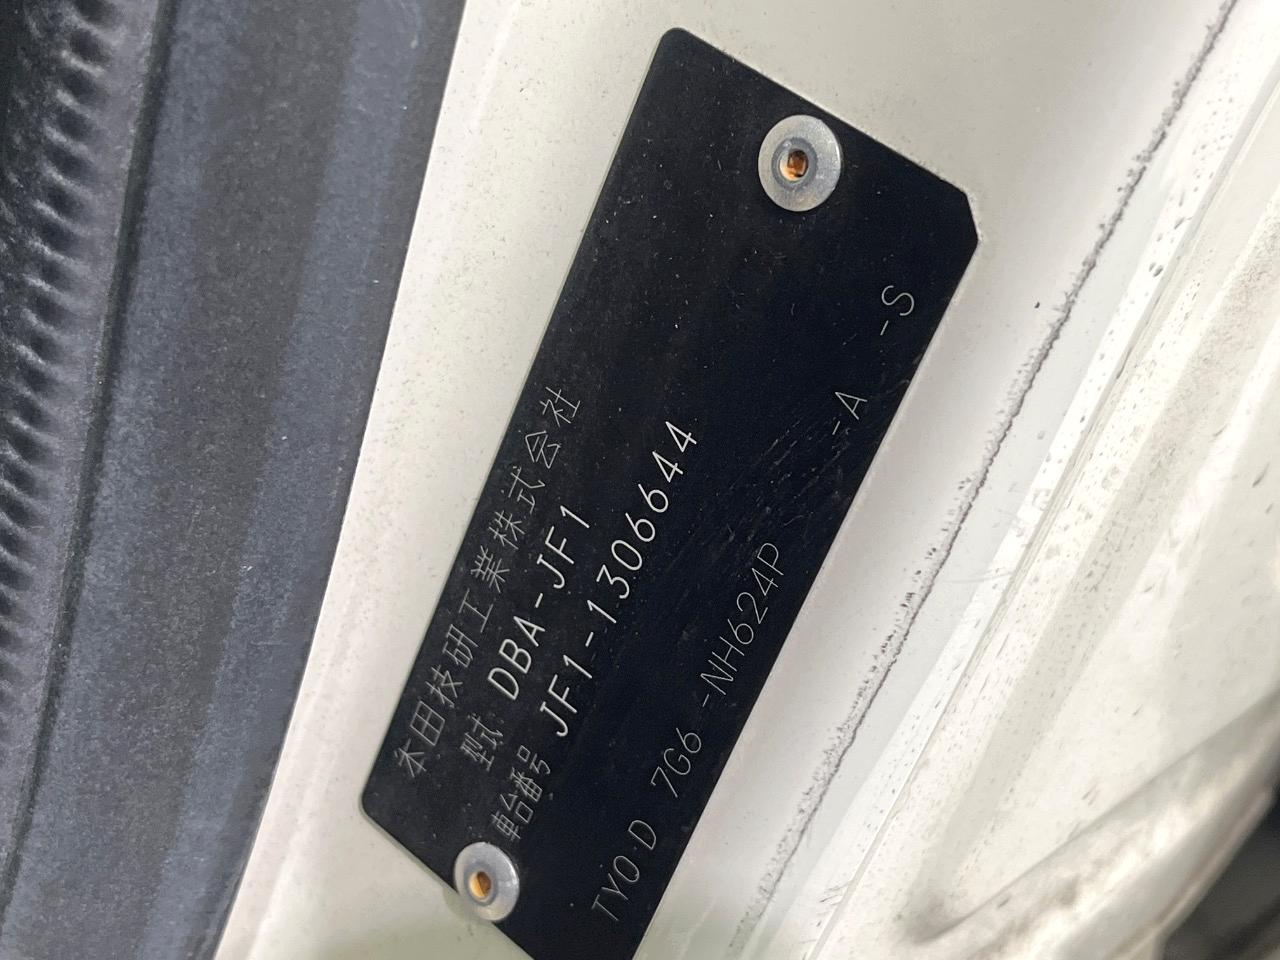 本田技研工業株式会社
型式 DBA-JF1
車台番号 JF1-1306644
TYO D 7G6 -NH624P -A -S